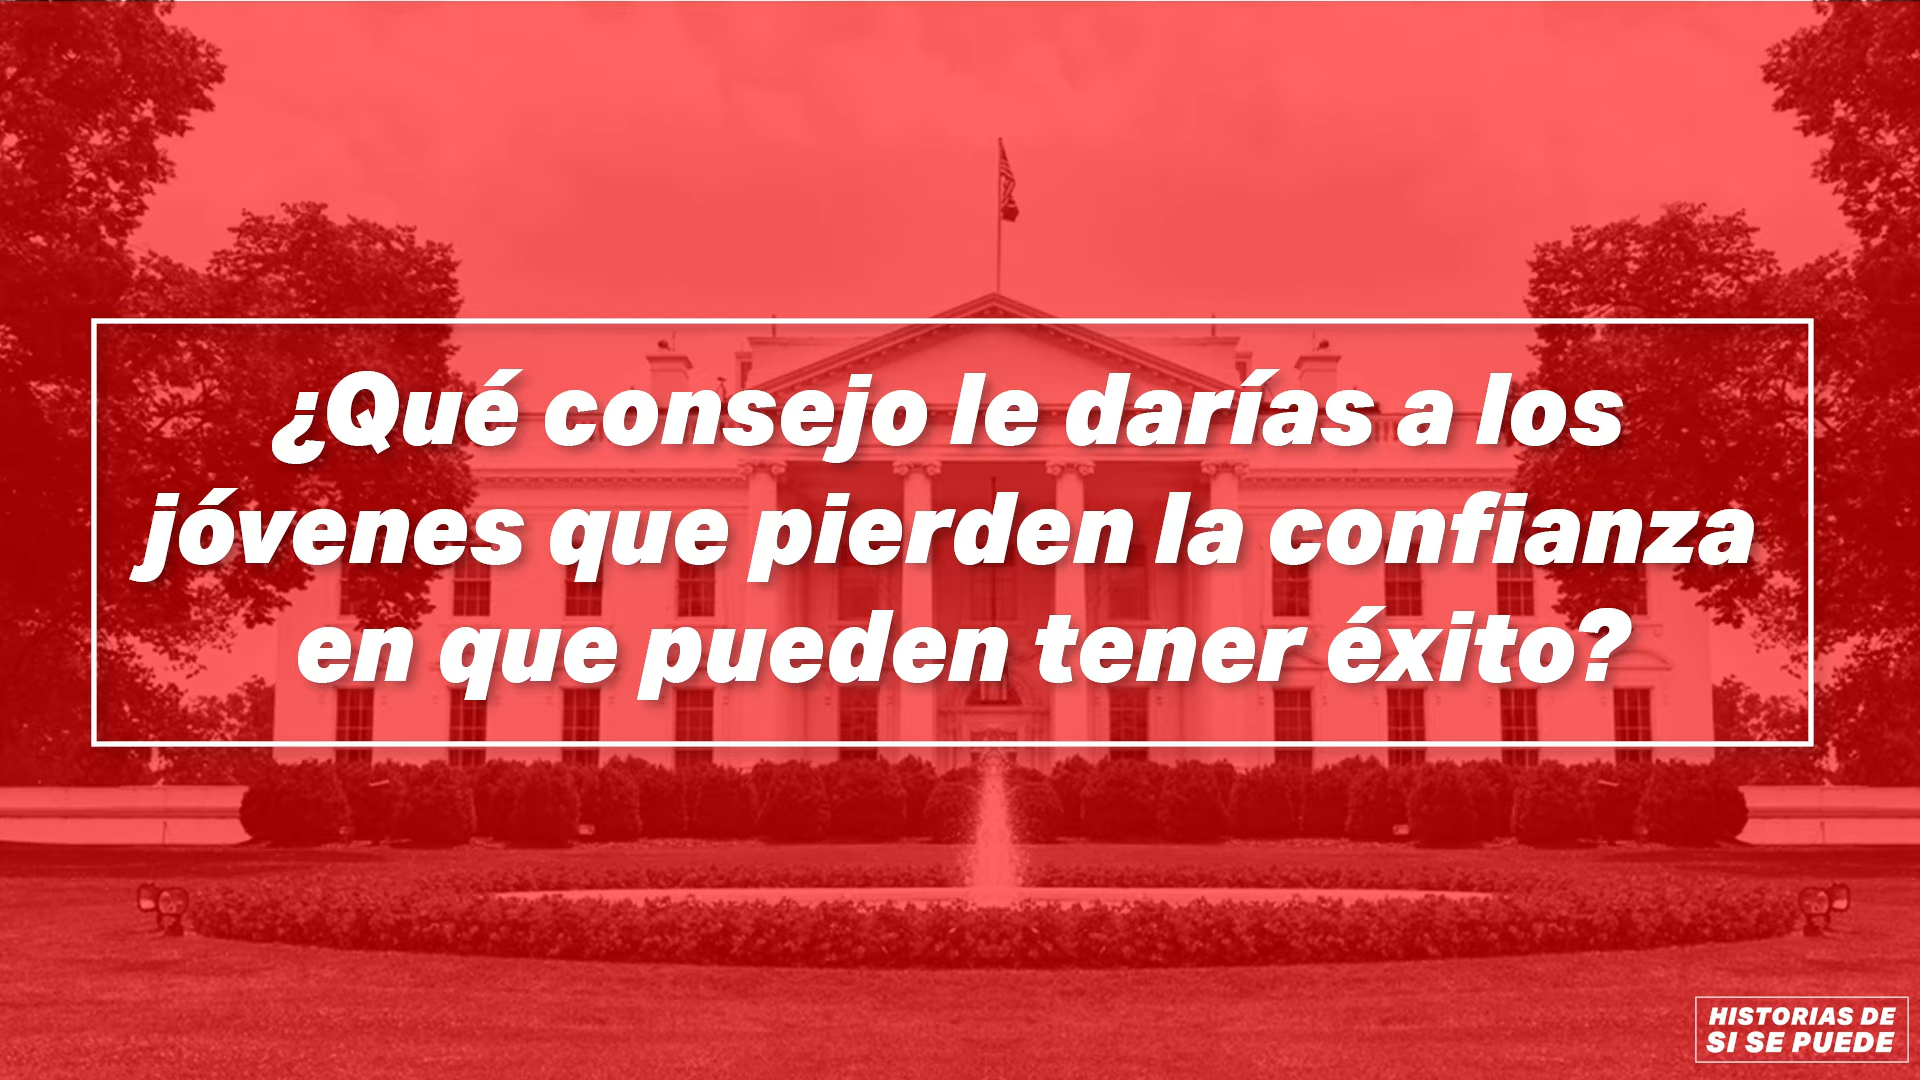 ¿Qué consejo le darías a los
jóvenes que pierden la confianza
en que pueden tener éxito?
HISTORIAS DE
SI SE PUEDE